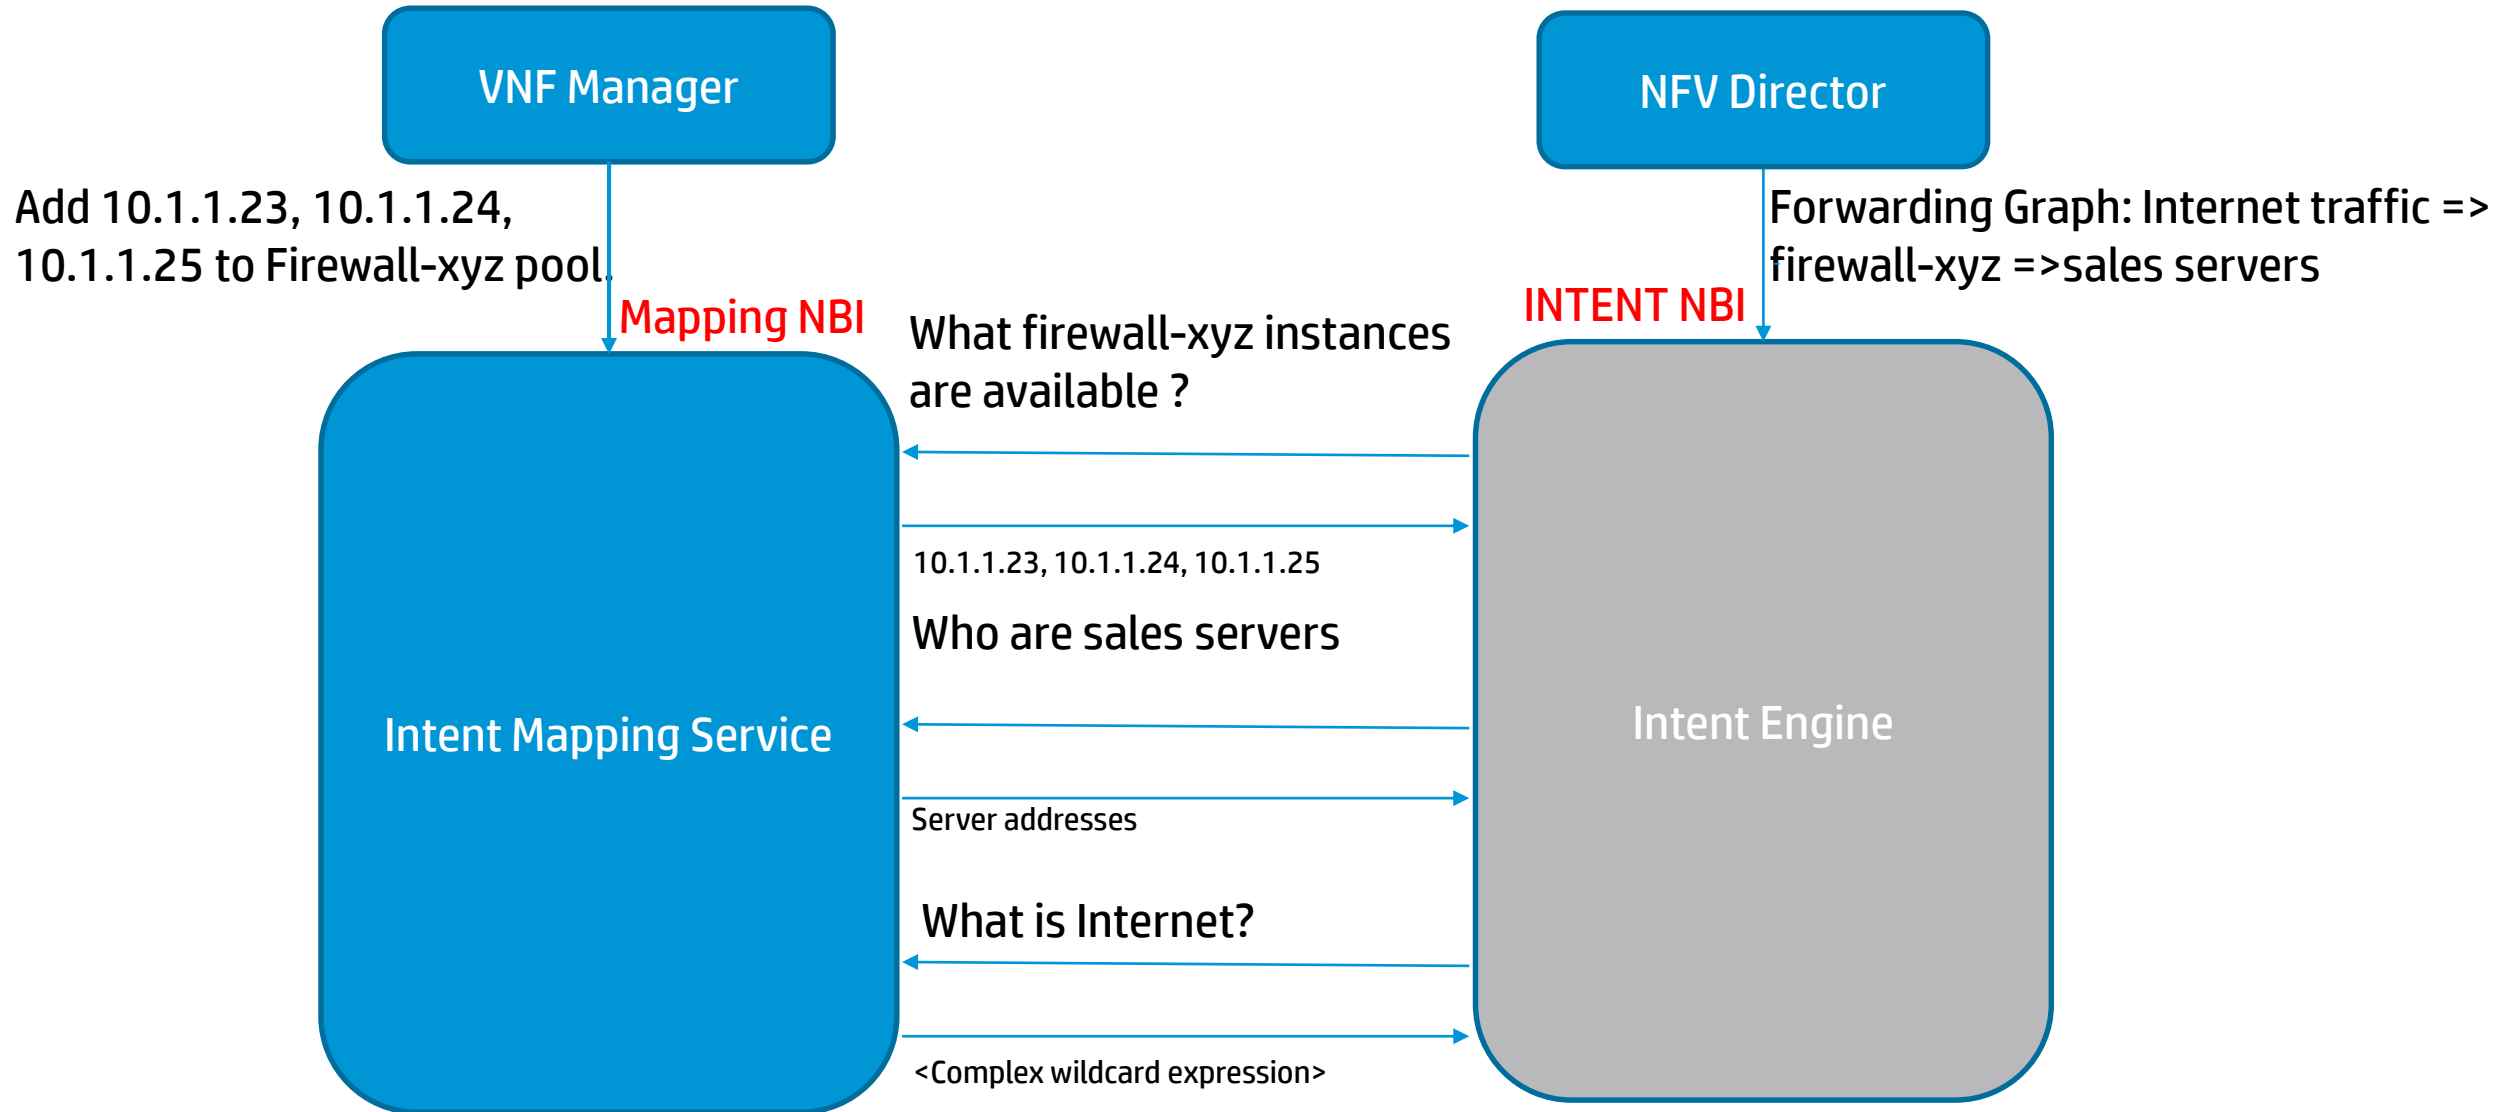 VNF Manager
NFV Director
Add 10.1.1.23, 10.1.1.24,
10.1.1.25 to Firewall-xyz pool.
Forwarding Graph: Internet traffic =>
firewall-xyz =>sales servers
Mapping NBI
INTENT NBI
What firewall-xyz instances
are available ?
10.1.1.23, 10.1.1.24, 10.1.1.25
Who are sales servers
Intent Mapping Service
Intent Engine
Server addresses
What is Internet?
<Complex wildcard expression>